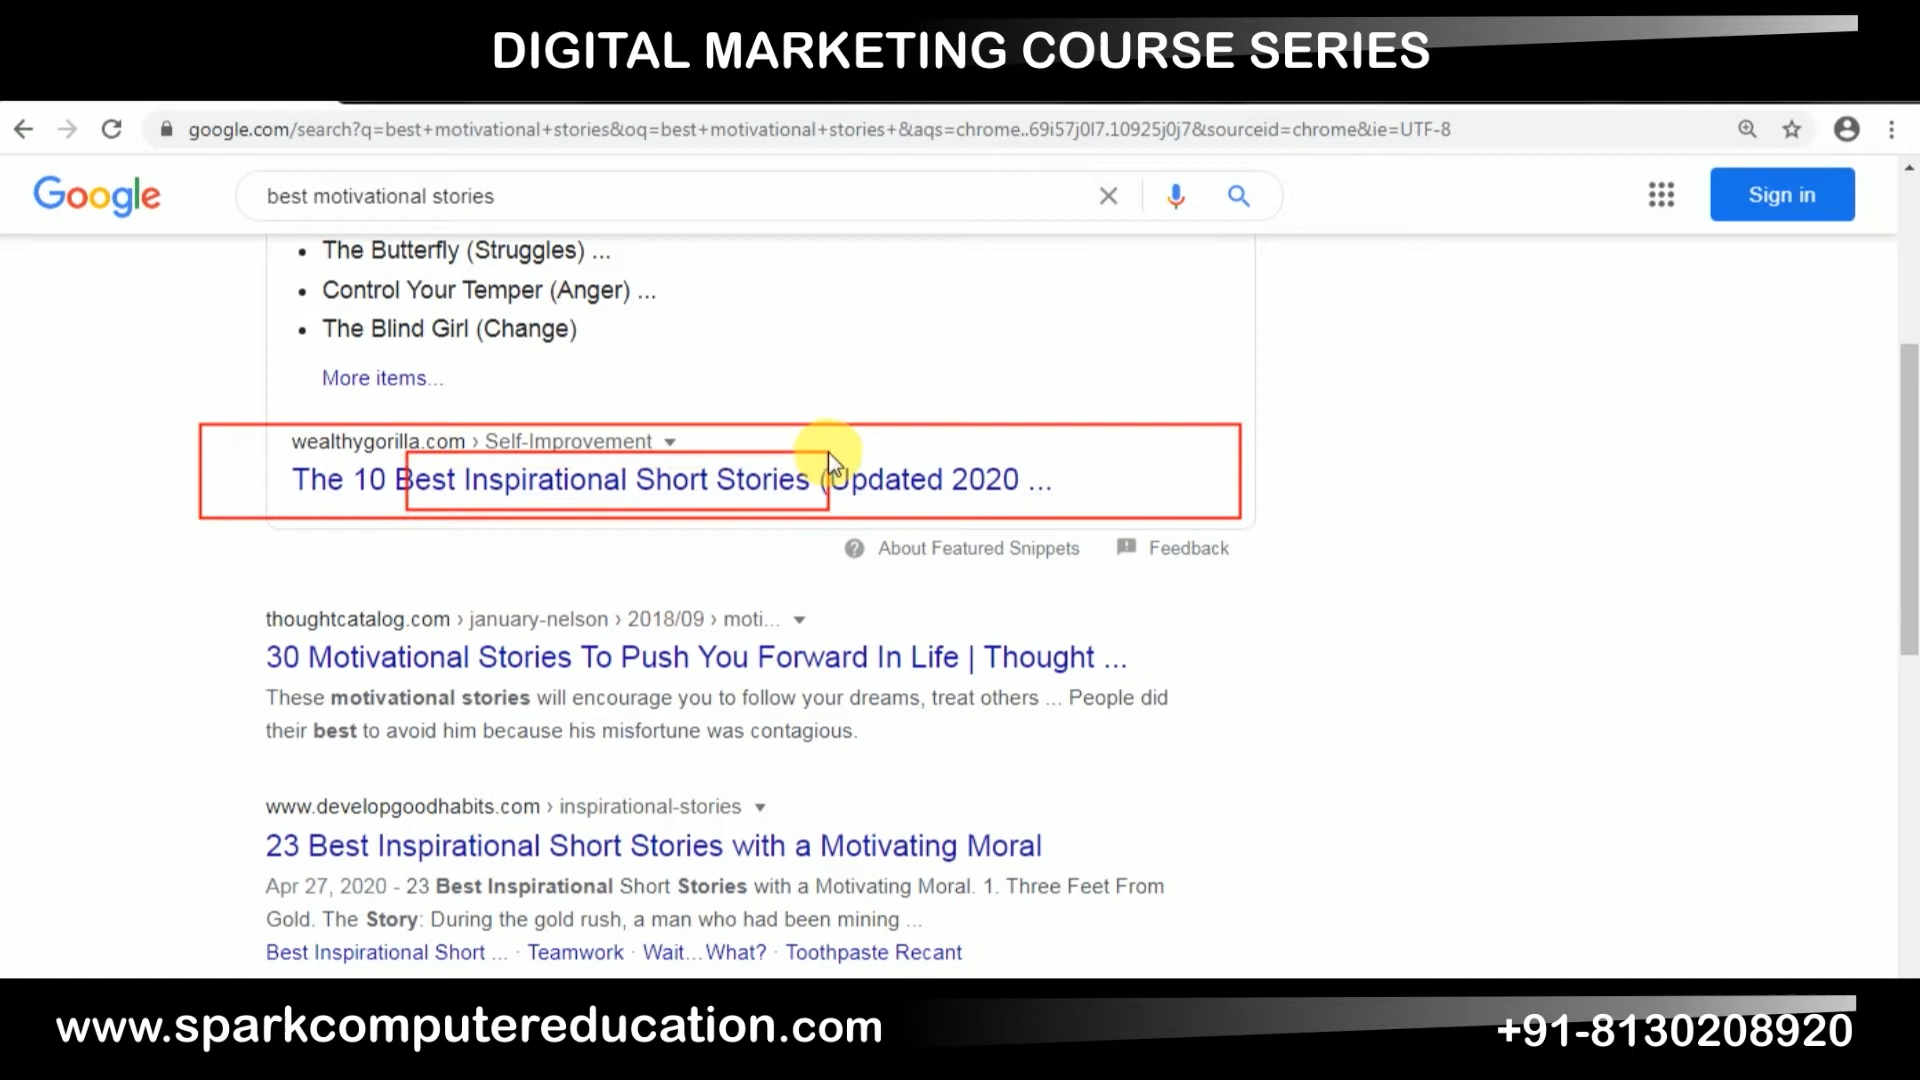 DIGITAL MARKETING COURSE SERIES
google.com/search?q=best+motivational+stories&oq=best+motivational+stories+&aqs=chrome..69i57j0l7.10925j0j7&sourceid=chrome&ie=UTF-8
Google best motivational stories Sign in
• The Butterfly (Struggles) ...
• Control Your Temper (Anger) ...
• The Blind Girl (Change)
More items...
wealthygorilla.com › Self-Improvement
The 10 Best Inspirational Short Stories (Updated 2020 ...
About Featured Snippets Feedback
thoughtcatalog.com › january-nelson › 2018/09 › moti...
30 Motivational Stories To Push You Forward In Life | Thought ...
These motivational stories will encourage you to follow your dreams, treat others ... People did
their best to avoid him because his misfortune was contagious.
www.developgoodhabits.com › inspirational-stories
23 Best Inspirational Short Stories with a Motivating Moral
Apr 27, 2020 - 23 Best Inspirational Short Stories with a Motivating Moral. 1. Three Feet From
Gold. The Story: During the gold rush, a man who had been mining ...
Best Inspirational Short ... · Teamwork · Wait...What? · Toothpaste Recant
www.sparkcomputereducation.com +91-8130208920